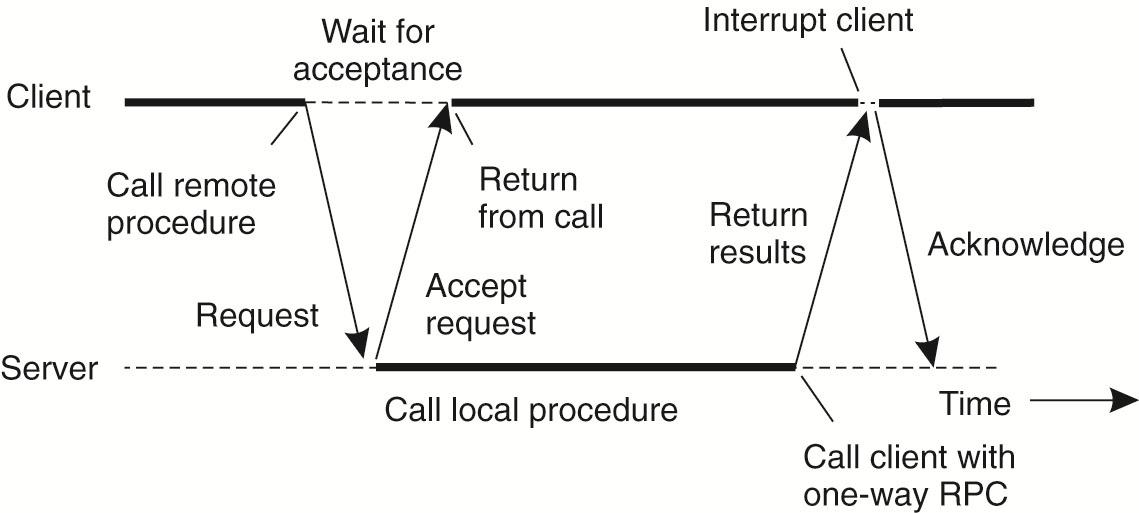 Interrupt client
Wait for
acceptance
Client
Call remote
procedure
Return
from call
Return
results
Acknowledge
Request
Accept
request
Server
Call local procedure
Time
Call client with
one-way RPC